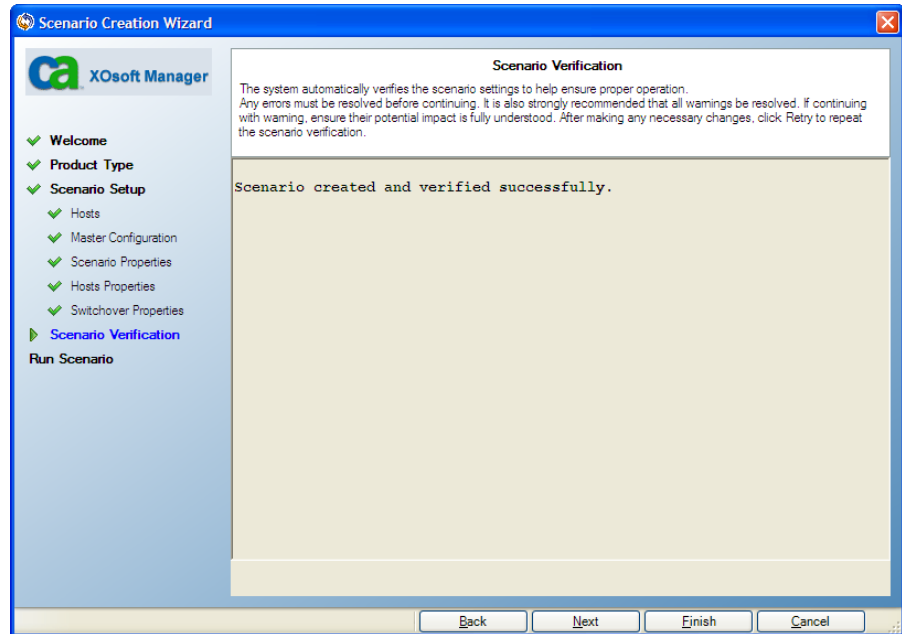 Scenario Creation Wizard
ca
XOsoft Manager
Welcome
Product Type
Scenario Setup
Hosts
Master Configuration
Scenario Properties
Hosts Properties
Switchover Properties
Scenario Verification
Run Scenario
Scenario Verification
The system automatically verifies the scenario settings to help ensure proper operation.
Any errors must be resolved before continuing. It is also strongly recommended that all warnings be resolved. If continuing
with warning, ensure their potential impact is fully understood. After making any necessary changes, click Retry to repeat
the scenario verification.
Scenario created and verified successfully.
Back
Next
Finish
Cancel